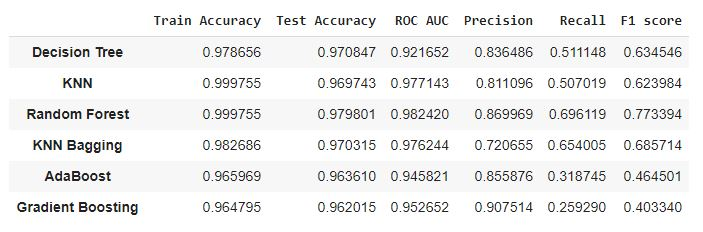 Train Accuracy Test Accuracy ROC AUC Precision Recall F1 score
Decision Tree 0.978656 0.970847 0.921652 0.836486 0.511148 0.634546
KNN 0.999755 0.969743 0.977143 0.811096 0.507019 0.623984
Random Forest 0.999755 0.979801 0.982420 0.869969 0.696119 0.773394
KNN Bagging 0.982686 0.970315 0.976244 0.720655 0.654005 0.685714
AdaBoost 0.965969 0.963610 0.945821 0.855876 0.318745 0.464501
Gradient Boosting 0.964795 0.962015 0.952652 0.907514 0.259290 0.403340